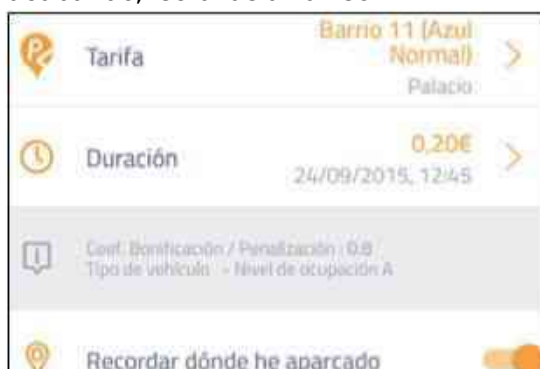 Barrio 11 (Azul
Tarifa Normal)
Palacio
Duración 0,20€
24/09/2015, 12:45
Coef. Bonificación / Penalización : 0.8
Tipo de vehículo - Nivel de ocupación A
Recordar dónde he aparcado